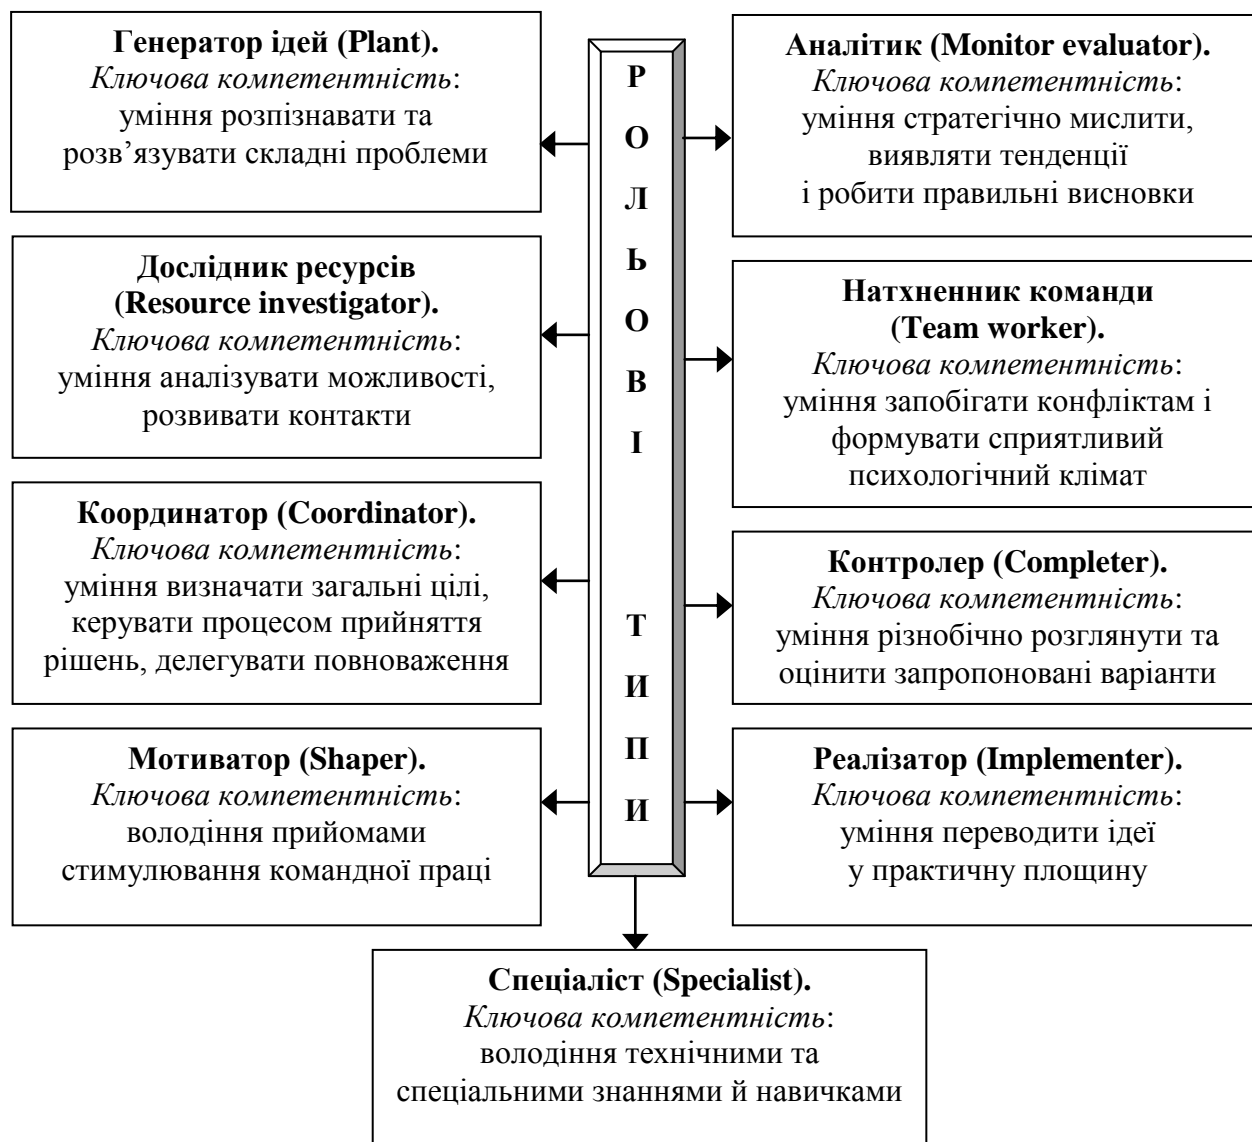 Генератор ідей (Plant).
Ключова компетентність:
уміння розпізнавати та
розв’язувати складні проблеми
Дослідник ресурсів
(Resource investigator).
Ключова компетентність:
уміння аналізувати можливості,
розвивати контакти
Координатор (Coordinator).
Ключова компетентність:
уміння визначати загальні цілі,
керувати процесом прийняття
рішень, делегувати повноваження
Мотиватор (Shaper).
Ключова компетентність:
володіння прийомами
стимулювання командної праці
РОЛЬОВІ ТИПИ
Аналітик (Monitor evaluator).
Ключова компетентність:
уміння стратегічно мислити,
виявляти тенденції
і робити правильні висновки
Натхненник команди
(Team worker).
Ключова компетентність:
уміння запобігати конфліктам і
формувати сприятливий
психологічний клімат
Контролер (Completer).
Ключова компетентність:
уміння різнобічно розглянути та
оцінити запропоновані варіанти
Реалізатор (Implementer).
Ключова компетентність:
уміння переводити ідеї
у практичну площину
Спеціаліст (Specialist).
Ключова компетентність:
володіння технічними та
спеціальними знаннями й навичками